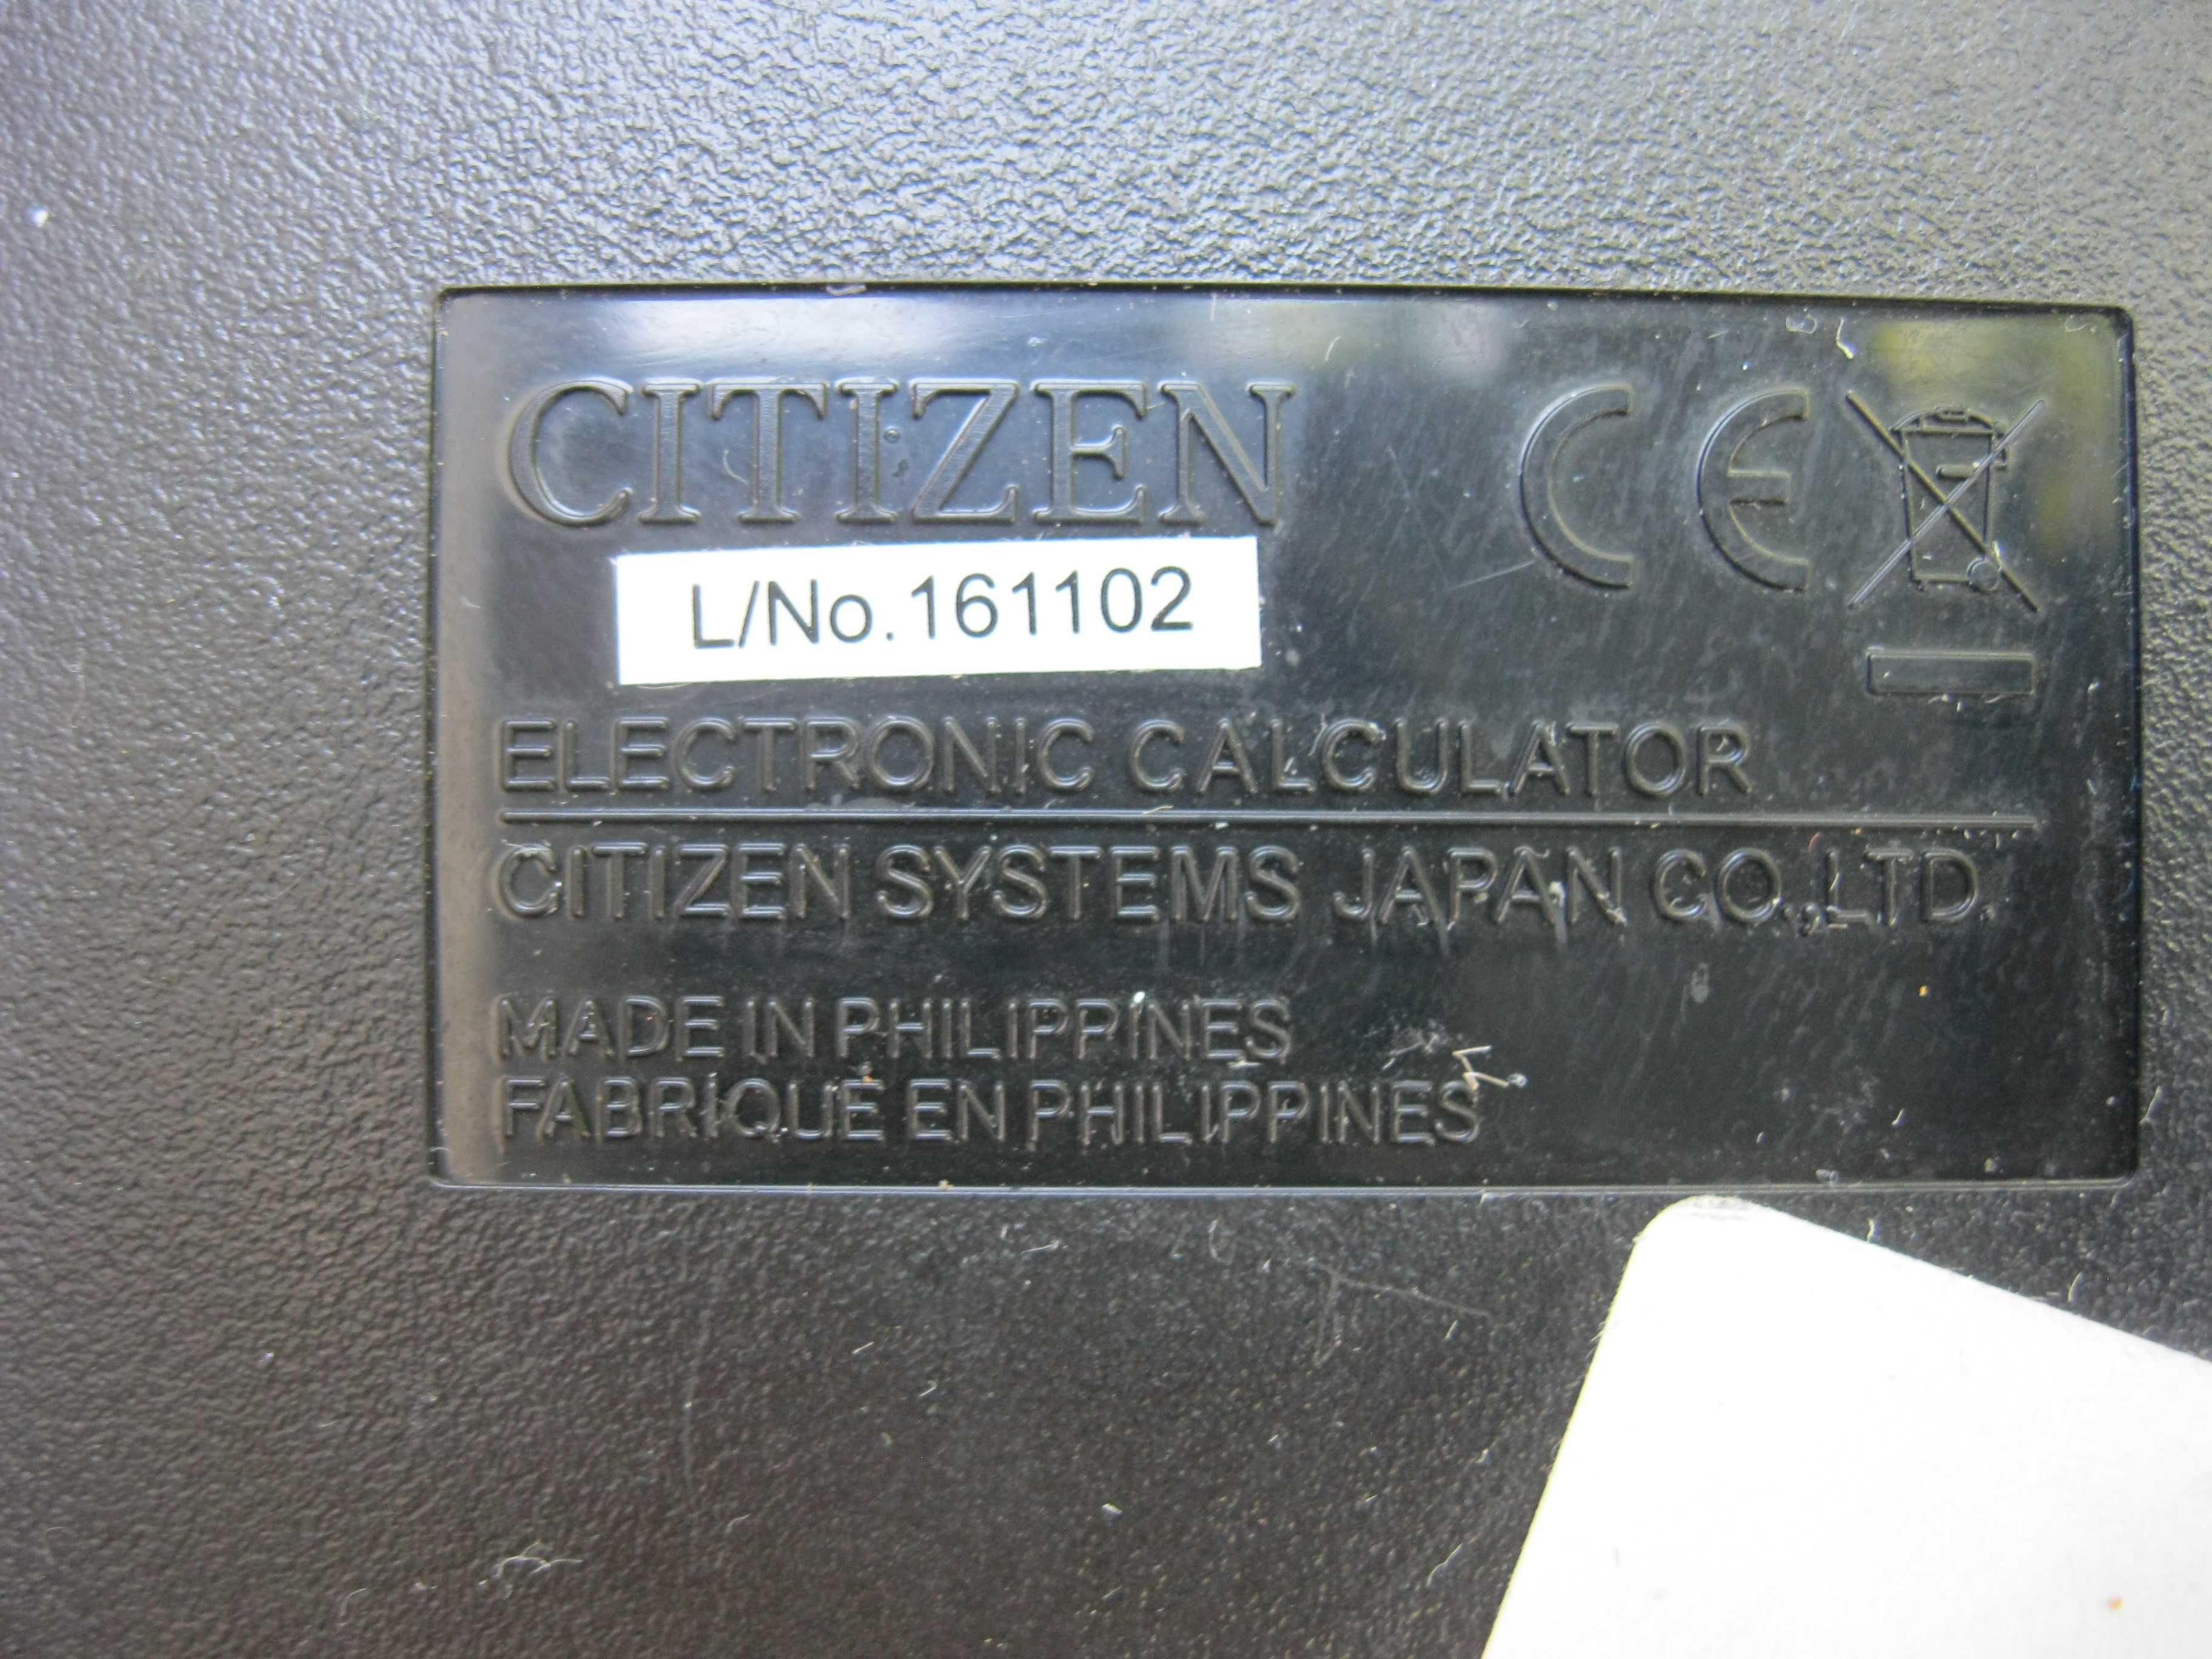 CITIZEN CE
L/No.161102
ELECTRONIC CALCULATOR
CITIZEN SYSTEMS JAPAN CO.,LTD.
MADE IN PHILIPPINES
FABRIQUE EN PHILIPPINES